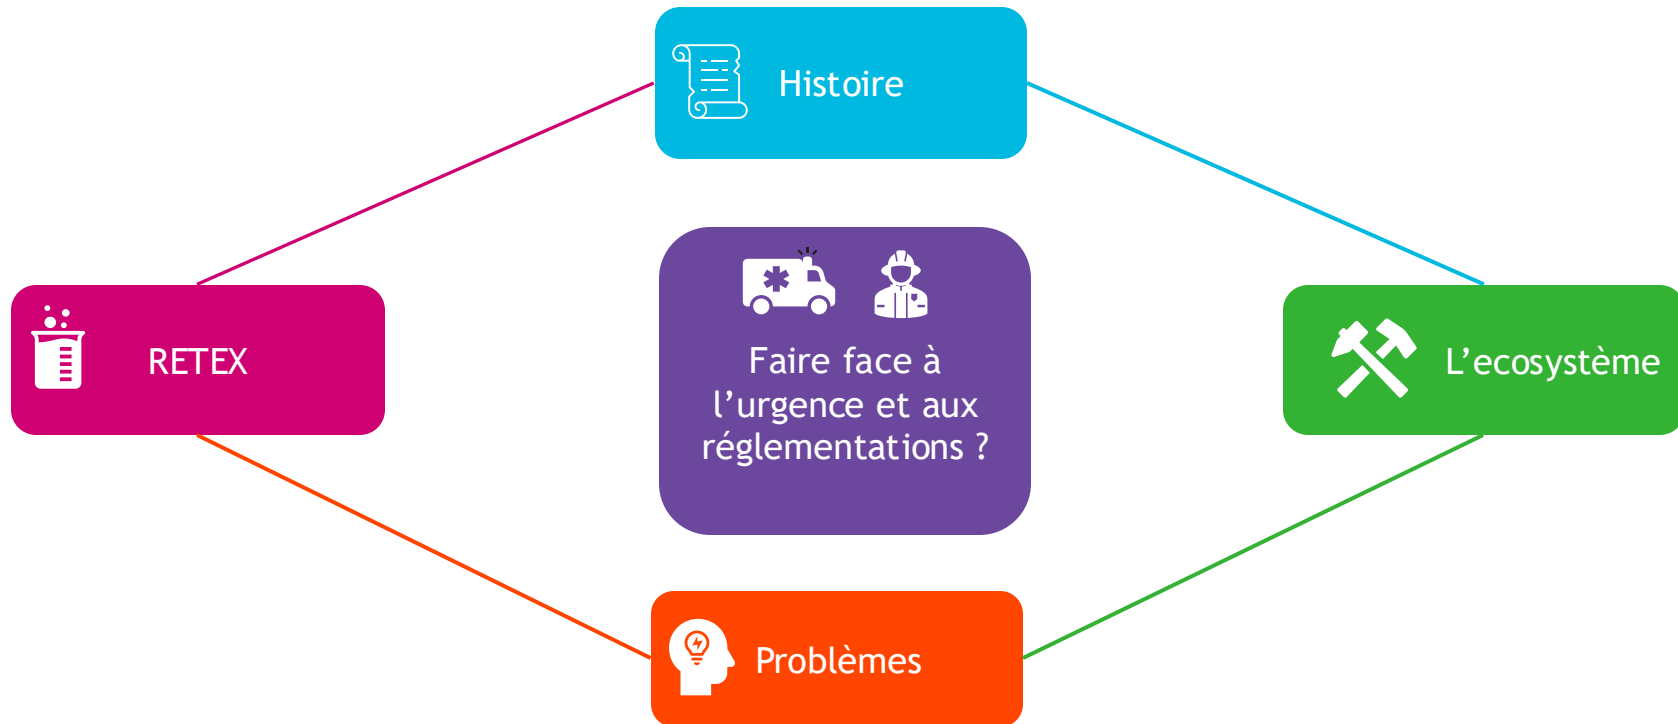 Histoire
Faire face à
l’urgence et aux
réglementations ?
RETEX
L’ecosystème
Problèmes